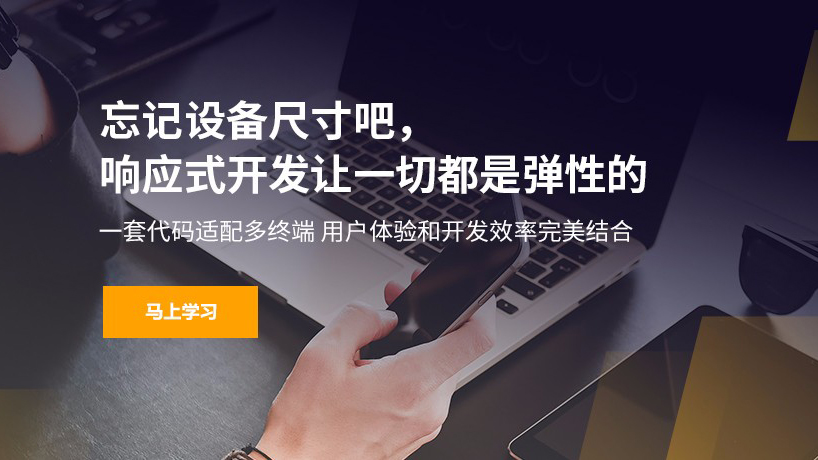 忘记设备尺寸吧，
响应式开发让一切都是弹性的
一套代码适配多终端 用户体验和开发效率完美结合
马上学习